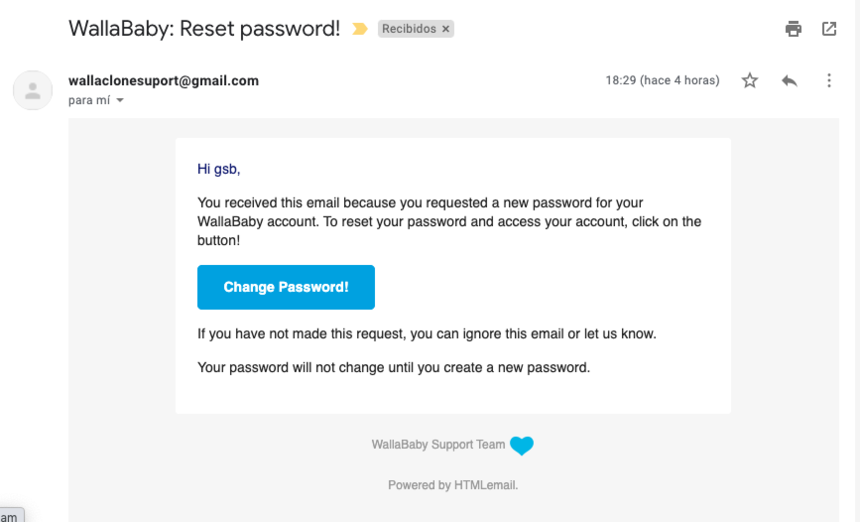 WallaBaby: Reset password!
Recibidos ×
wallaclonesuport@gmail.com
18:29 (hace 4 horas)
para mí
Hi gsb,
You received this email because you requested a new password for your
WallaBaby account. To reset your password and access your account, click on the
button!
Change Password!
If you have not made this request, you can ignore this email or let us know.
Your password will not change until you create a new password.
WallaBaby Support Team
Powered by HTMLemail.
am